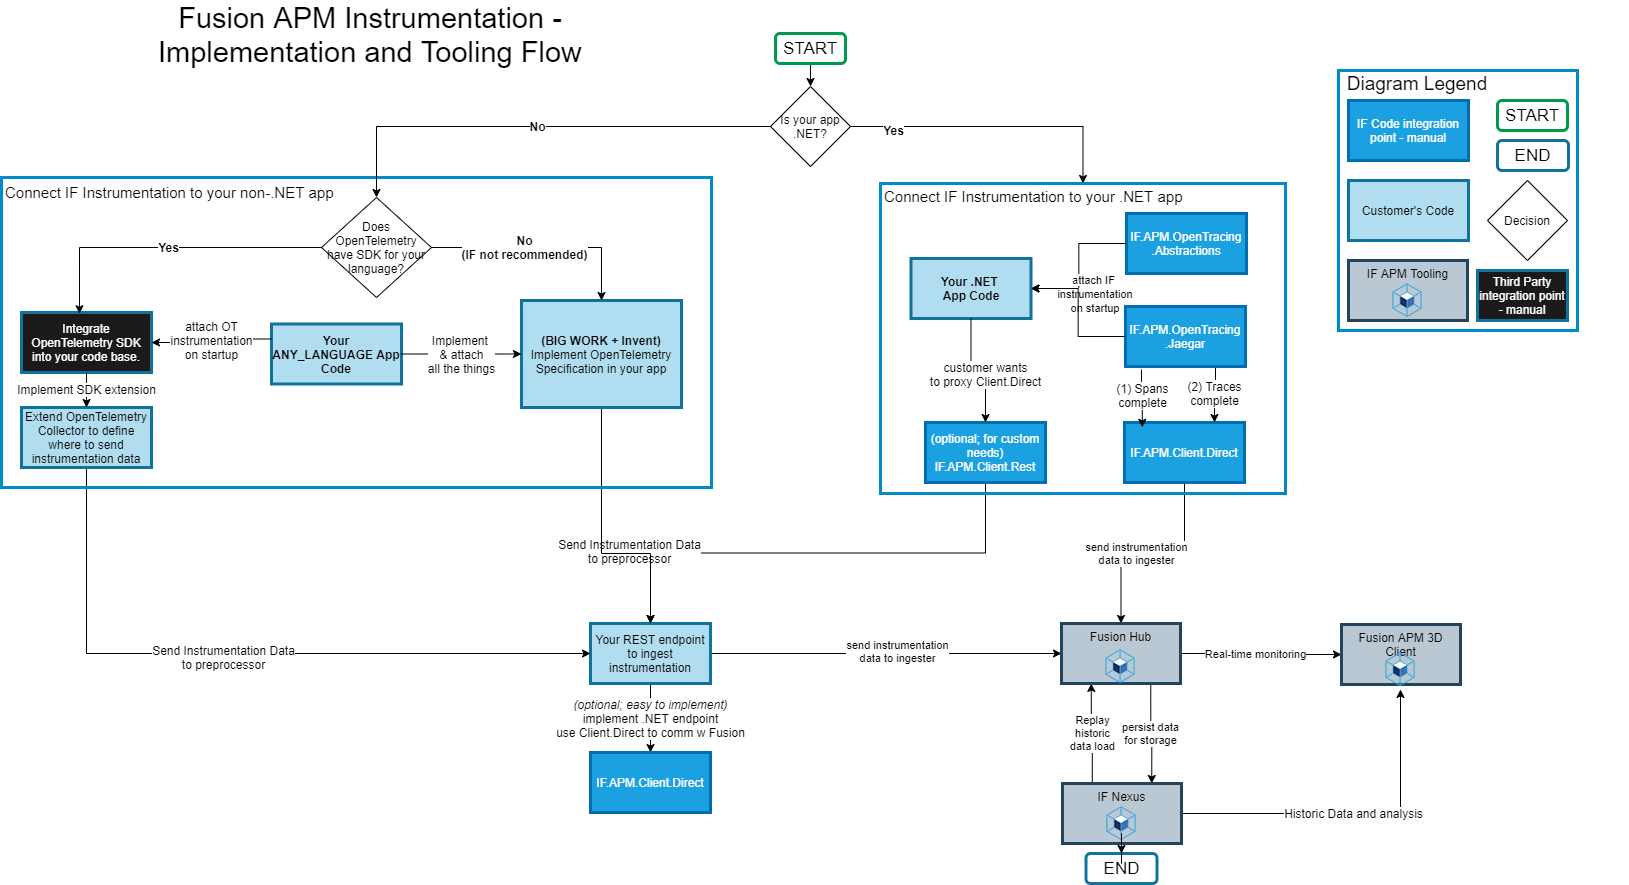 Fusion APM Instrumentation -
Implementation and Tooling Flow
START
Is your app
.NET?
No
Yes
Diagram Legend
IF Code integration
point - manual
START
END
Customer's Code
Decision
IF APM Tooling
Third Party
integration point
- manual
Connect IF Instrumentation to your non-.NET app
Does
OpenTelemetry
have SDK for your
language?
Yes
No
(IF not recommended)
Integrate
OpenTelemetry SDK
into your code base.
attach OT
instrumentation
on startup
Your
ANY_LANGUAGE App
Code
Implement
& attach
all the things
(BIG WORK + Invent)
Implement OpenTelemetry
Specification in your app
Implement SDK extension
Extend OpenTelemetry
Collector to define
where to send
instrumentation data
Connect IF Instrumentation to your .NET app
IF.APM.OpenTracing
.Abstractions
Your .NET
App Code
attach IF
instrumentation
on startup
IF.APM.OpenTracing
.Jaegar
customer wants
to proxy Client.Direct
(1) Spans
complete
(2) Traces
complete
(optional; for custom
needs)
IF.APM.Client.Rest
IF.APM.Client.Direct
Send Instrumentation Data
to preprocessor
send instrumentation
data to ingester
Send Instrumentation Data
to preprocessor
Your REST endpoint
to ingest
instrumentation
send instrumentation
data to ingester
Fusion Hub
Real-time monitoring
Fusion APM 3D
Client
(optional; easy to implement)
implement .NET endpoint
use Client.Direct to comm w Fusion
IF.APM.Client.Direct
Replay
historic
data load
persist data
for storage
IF Nexus
Historic Data and analysis
END